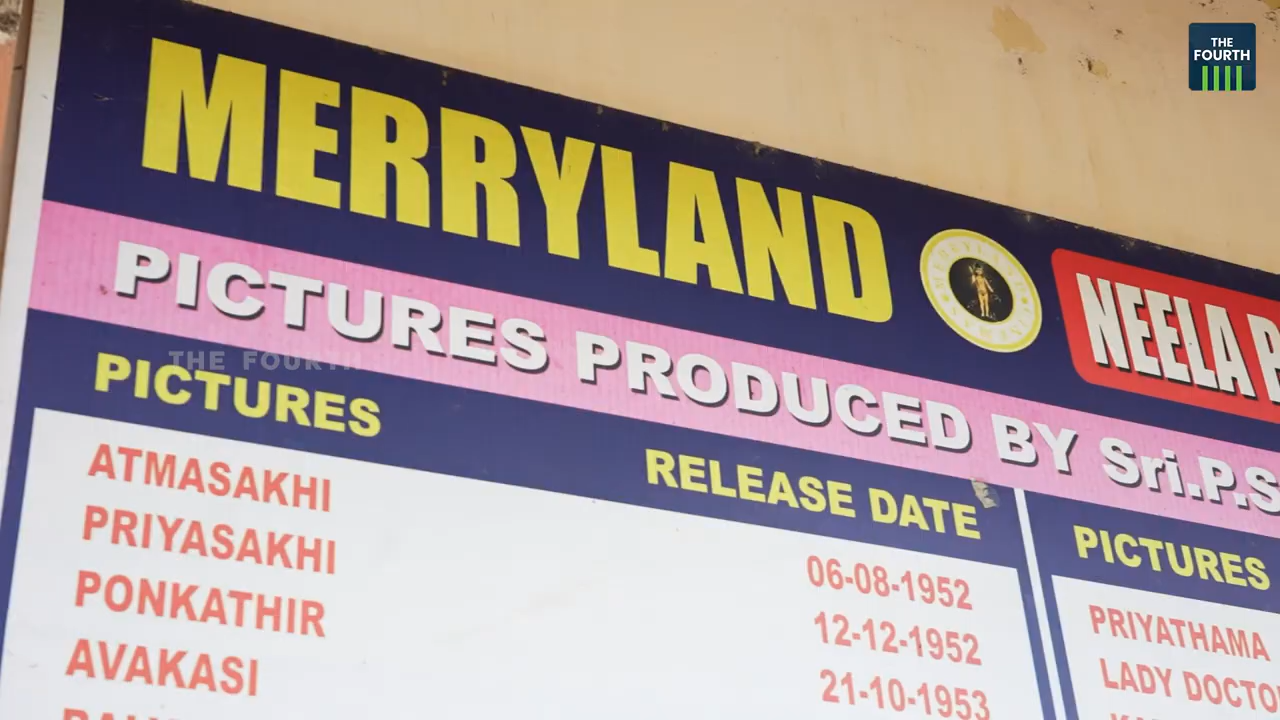 THE
FOURTH
MERRYLAND
NEELA
PICTURES PRODUCED BY Sri.P.S
THE FOURTH
PICTURES RELEASE DATE
ATMASAKHI 06-08-1952
PRIYASAKHI 12-12-1952
PONKATHIR 21-10-1953
AVAKASI
PICTURES
PRIYATHAMA
LADY